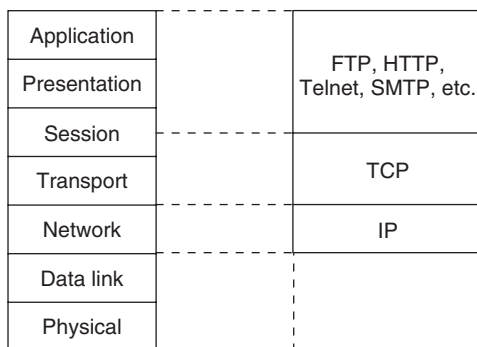 Application
Presentation
Session
Transport
Network
Data link
Physical
FTP, HTTP,
Telnet, SMTP, etc.
TCP
IP